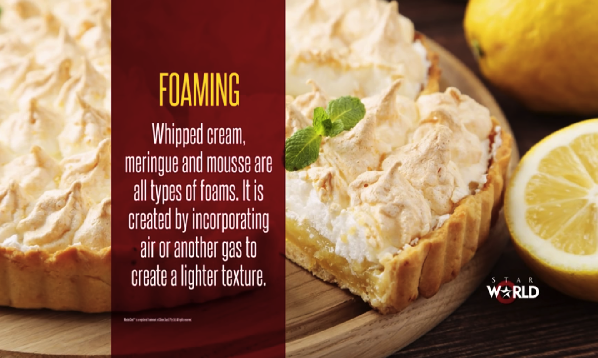 FOAMING
Whipped cream,
meringue and mousse are
all types of foams. It is
created by incorporating
air or another gas to
create a lighter texture.
STAR
WORLD